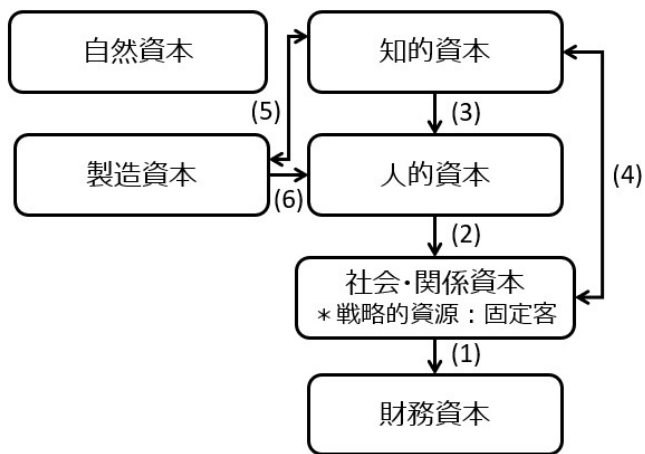 自然資本
知的資本
(5)
(3)
製造資本
人的資本
(4)
(6)
(2)
社会・関係資本
＊戦略的資源：固定客
(1)
財務資本